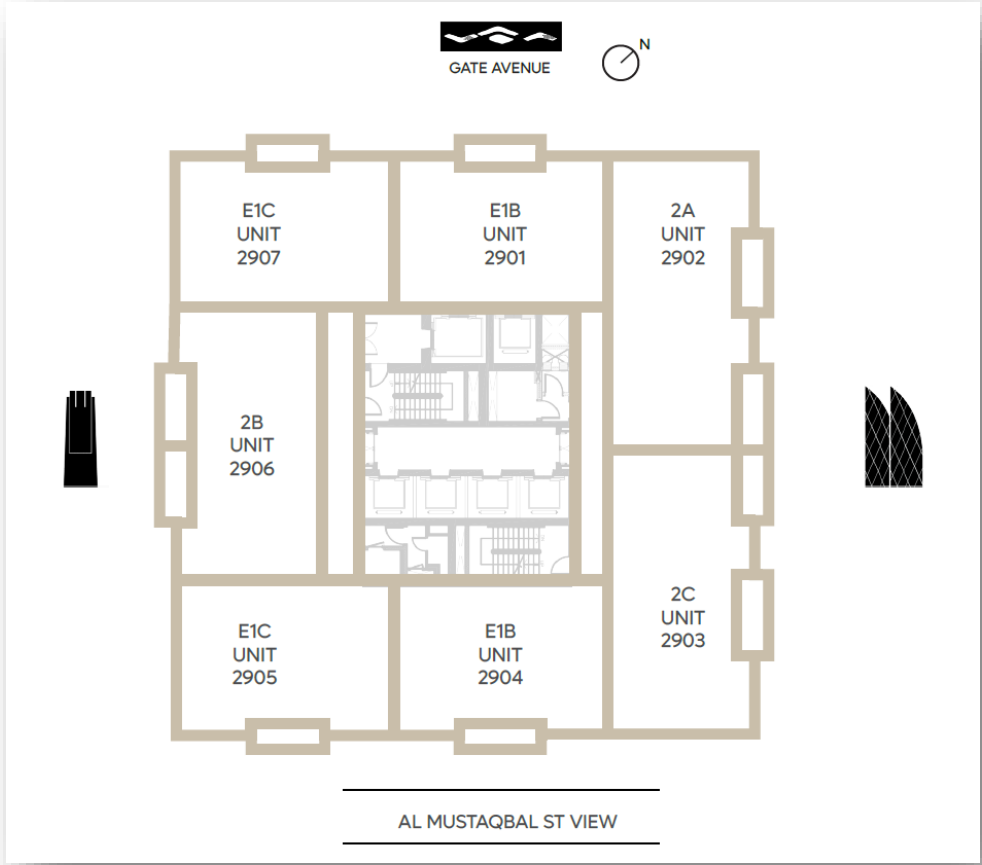 N
GATE AVENUE
E1C
UNIT
2907
E1B
UNIT
2901
2A
UNIT
2902
2B
UNIT
2906
2C
UNIT
2903
E1C
UNIT
2905
E1B
UNIT
2904
AL MUSTAQBAL ST VIEW